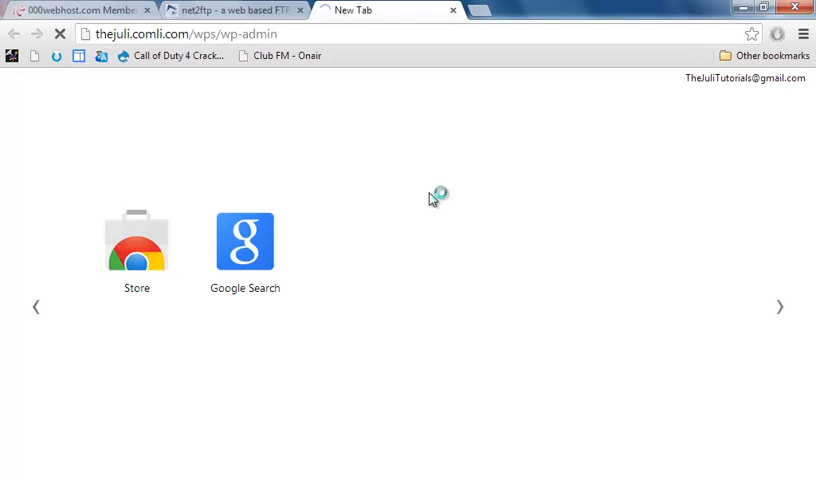 000webhost.com Membe
net2ftp - a web based FTP
New Tab
thejuli.comli.com/wps/wp-admin
Call of Duty 4 Crack...
Club FM - Onair
Other bookmarks
TheJuliTutorials@gmail.com
Store
Google Search